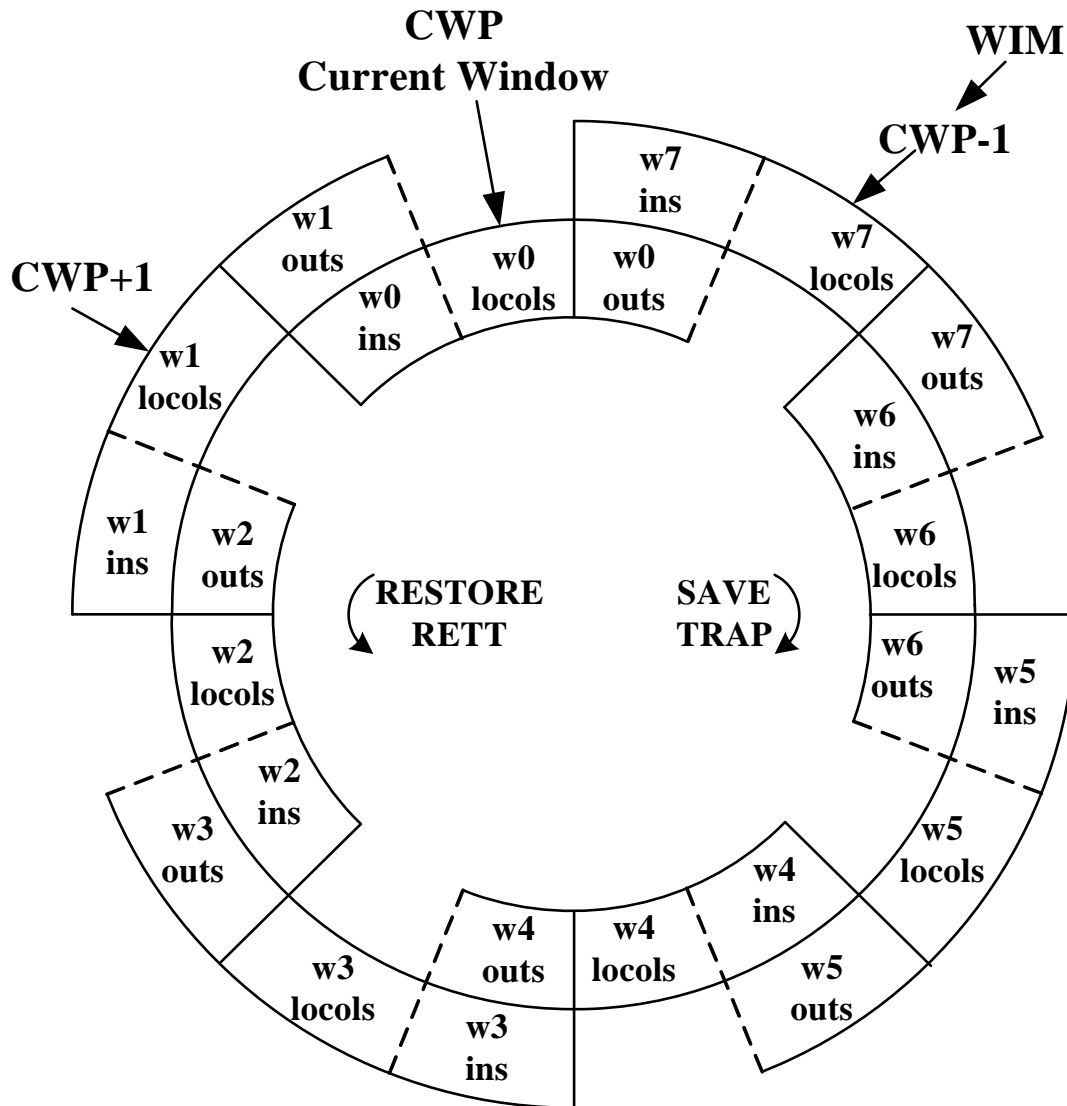 CWP
Current Window
WIM
CWP-1
CWP+1
w7
ins
w1
outs
w0
locols
w0
outs
w7
locols
w0
ins
w1
locols
w7
outs
w6
ins
w1
ins
w2
outs
w6
locols
RESTORE
RETT
SAVE
TRAP
w2
locols
w6
outs
w5
ins
w2
ins
w3
outs
w5
locols
w4
ins
w4
outs
w4
locols
w3
locols
w5
outs
w3
ins